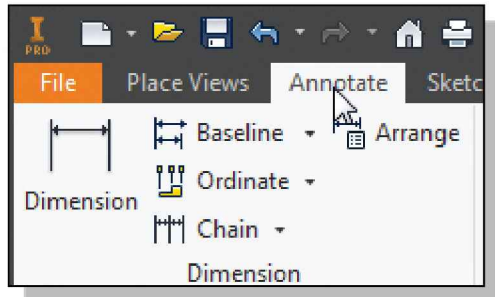 I
PRO
File Place Views Annotate Sketc
Baseline Arrange
Ordinate
Dimension
Chain
Dimension